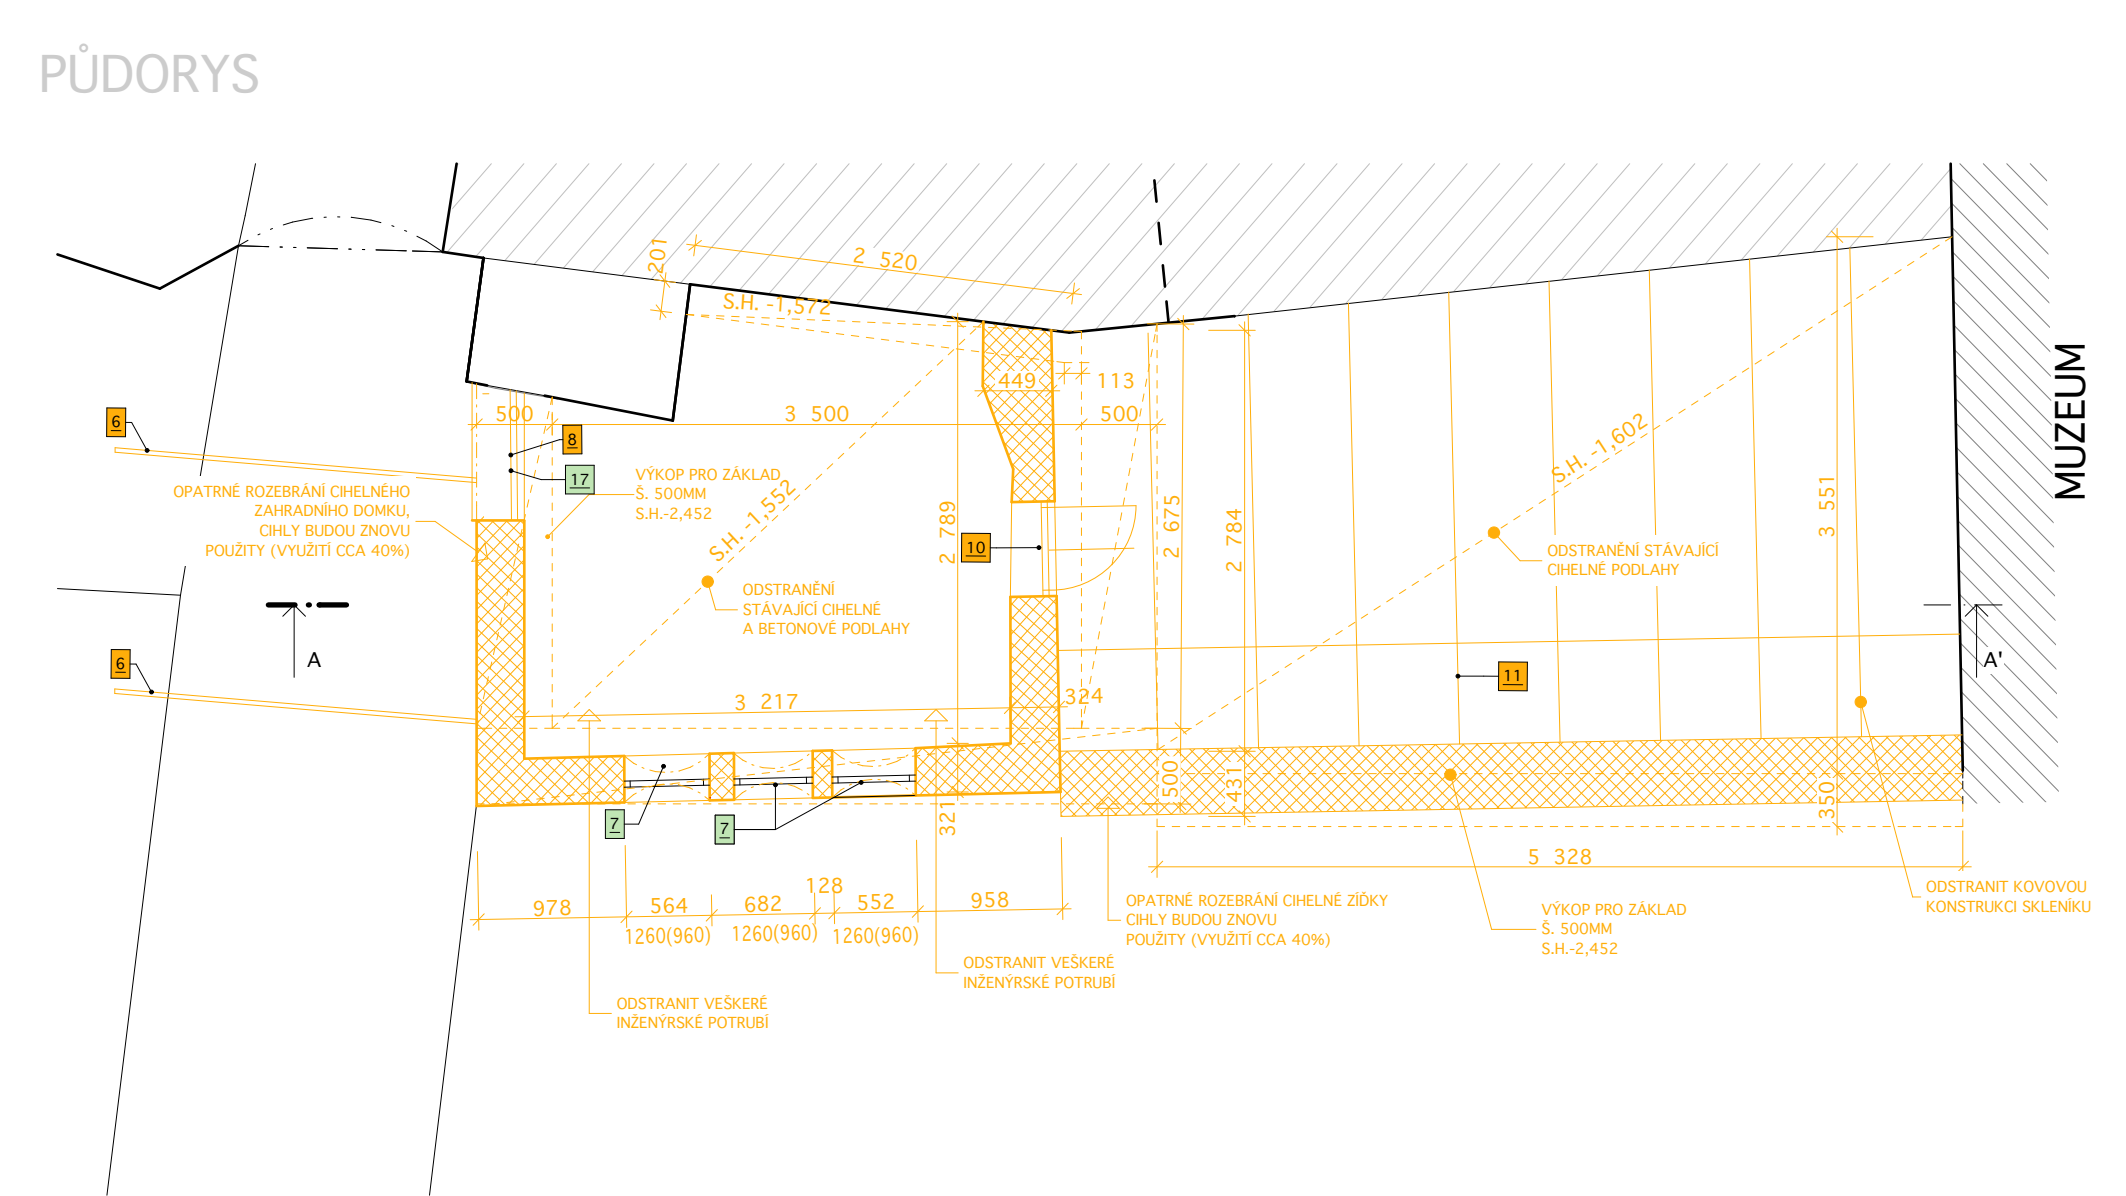 PŮDORYS
201
2 520
S.H. -1,572
MUZEUM
449
113
500
3 500
500
6
8
17
VÝKOP PRO ZÁKLAD
Š. 500MM
S.H.-2,452
S.H. -1,552
OPATRNÉ ROZEBRÁNÍ CIHELNÉHO
ZAHRADNÍHO DOMKU,
CIHLY BUDOU ZNOVU
POUŽITY (VYUŽITÍ CCA 40%)
2 789
10
2 675
2 784
S.H. -1,602
3 551
ODSTRANĚNÍ STÁVAJÍCÍ
CIHELNÉ PODLAHY
ODSTRANĚNÍ
STÁVAJÍCÍ CIHELNÉ
A BETONOVÉ PODLAHY
A
A'
6
11
3 217
324
500
431
350
321
7
7
5 328
978
564
682
128
552
958
1260(960)
1260(960)
1260(960)
OPATRNÉ ROZEBRÁNÍ CIHELNÉ ZÍDKY
CIHLY BUDOU ZNOVU
POUŽITY (VYUŽITÍ CCA 40%)
VÝKOP PRO ZÁKLAD
Š. 500MM
S.H.-2,452
ODSTRANIT KOVOVOU
KONSTRUKCI SKLENÍKU
ODSTRANIT VEŠKERÉ
INŽENÝRSKÉ POTRUBÍ
ODSTRANIT VEŠKERÉ
INŽENÝRSKÉ POTRUBÍ